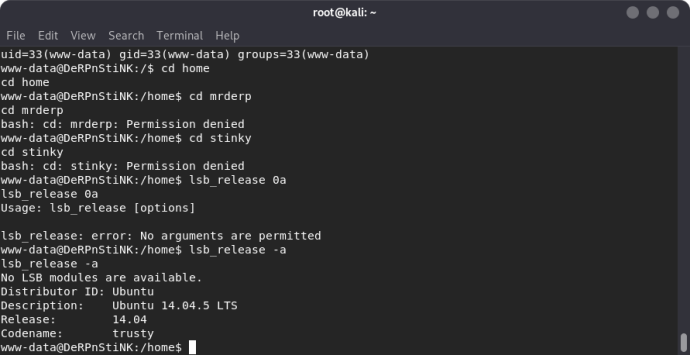 root@kali: ~
File Edit View Search Terminal Help
uid=33(www-data) gid=33(www-data) groups=33(www-data)
www-data@DeRPnStiNK:/$ cd home
cd home
www-data@DeRPnStiNK:/home$ cd mrderp
cd mrderp
bash: cd: mrderp: Permission denied
www-data@DeRPnStiNK:/home$ cd stinky
cd stinky
bash: cd: stinky: Permission denied
www-data@DeRPnStiNK:/home$ lsb_release 0a
lsb_release 0a
Usage: lsb_release [options]

lsb_release: error: No arguments are permitted
www-data@DeRPnStiNK:/home$ lsb_release -a
lsb_release -a
No LSB modules are available.
Distributor ID: Ubuntu
Description:    Ubuntu 14.04.5 LTS
Release:        14.04
Codename:       trusty
www-data@DeRPnStiNK:/home$